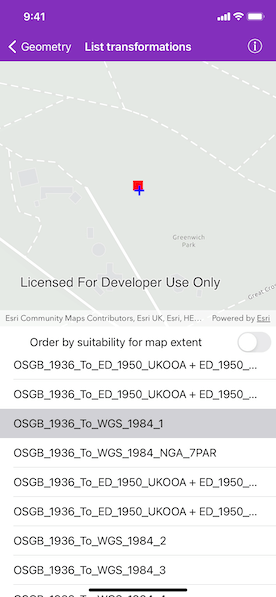 9:41
Geometry
List transformations
Greenwich
Park
Great Cro
Licensed For Developer Use Only
Esri Community Maps Contributors, Esri UK, Esri, HE... Powered by Esri
Order by suitability for map extent
OSGB_1936_To_ED_1950_UKOOA + ED_1950_...
OSGB_1936_To_ED_1950_UKOOA + ED_1950_...
OSGB_1936_To_WGS_1984_1
OSGB_1936_To_WGS_1984_NGA_7PAR
OSGB_1936_To_ED_1950_UKOOA + ED_1950_...
OSGB_1936_To_ED_1950_UKOOA + ED_1950_...
OSGB_1936_To_WGS_1984_2
OSGB_1936_To_WGS_1984_3